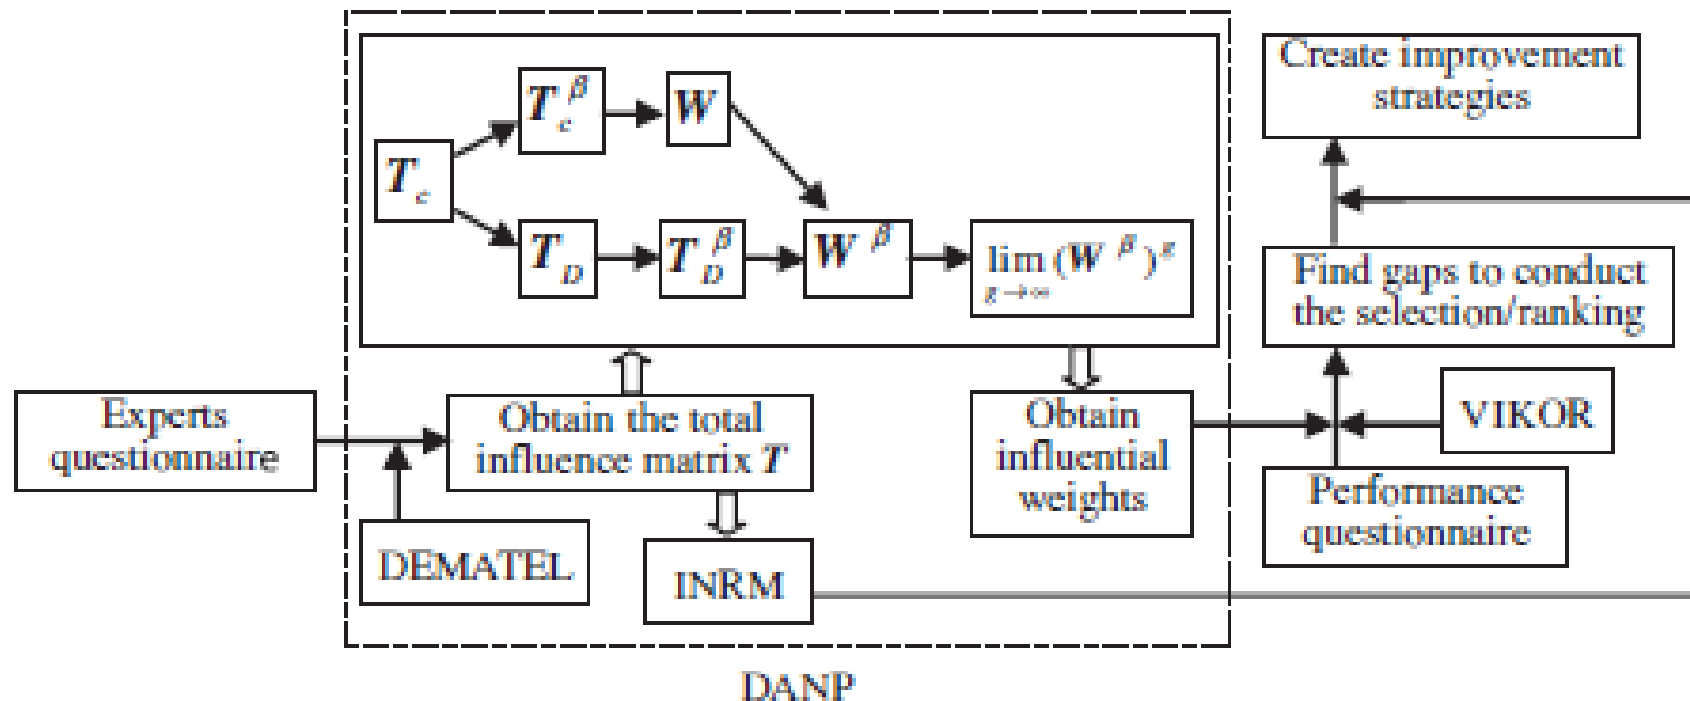 Create improvement
strategies
T_c^β
W
T_c
T_D
T_D^β
W^β
lim (W^β)^g
g→∞
Find gaps to conduct
the selection/ranking
Experts
questionnaire
Obtain the total
influence matrix T
Obtain
influential
weights
VIKOR
Performance
questionnaire
DEMATEL
INRM
DANP